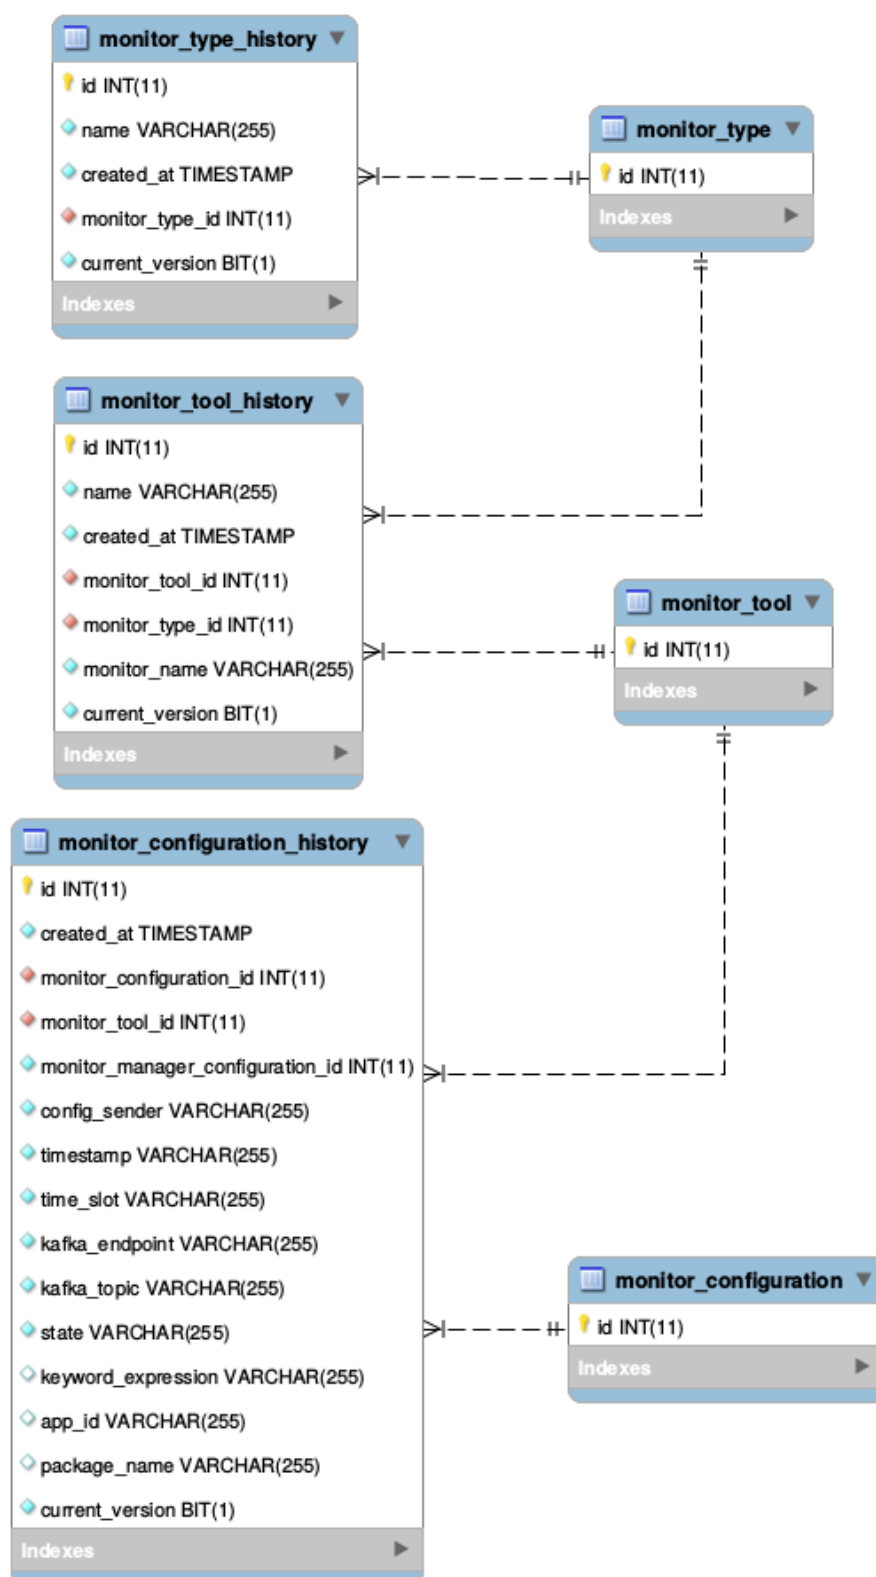 monitor_type_history
id INT(11)
name VARCHAR(255)
created_at TIMESTAMP
monitor_type_id INT(11)
current_version BIT(1)
Indexes
monitor_type
id INT(11)
Indexes
monitor_tool_history
id INT(11)
name VARCHAR(255)
created_at TIMESTAMP
monitor_tool_id INT(11)
monitor_type_id INT(11)
monitor_name VARCHAR(255)
current_version BIT(1)
Indexes
monitor_tool
id INT(11)
Indexes
monitor_configuration_history
id INT(11)
created_at TIMESTAMP
monitor_configuration_id INT(11)
monitor_tool_id INT(11)
monitor_manager_configuration_id INT(11)
config_sender VARCHAR(255)
timestamp VARCHAR(255)
time_slot VARCHAR(255)
kafka_endpoint VARCHAR(255)
kafka_topic VARCHAR(255)
state VARCHAR(255)
keyword_expression VARCHAR(255)
app_id VARCHAR(255)
package_name VARCHAR(255)
current_version BIT(1)
Indexes
monitor_configuration
id INT(11)
Indexes